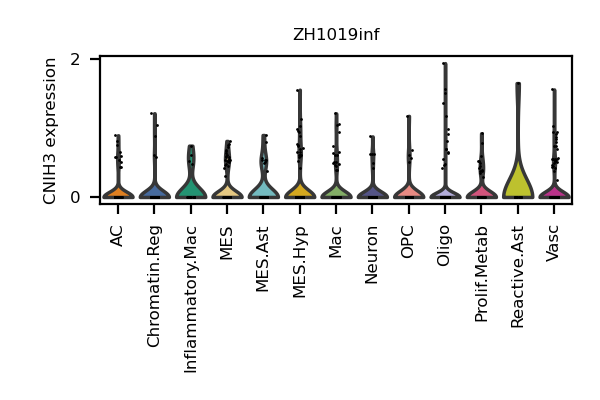 ZH1019inf
CNIH3 expression
2
0
AC
Chromatin.Reg
Inflammatory.Mac
MES
MES.Ast
MES.Hyp
Mac
Neuron
OPC
Oligo
Prolif.Metab
Reactive.Ast
Vasc